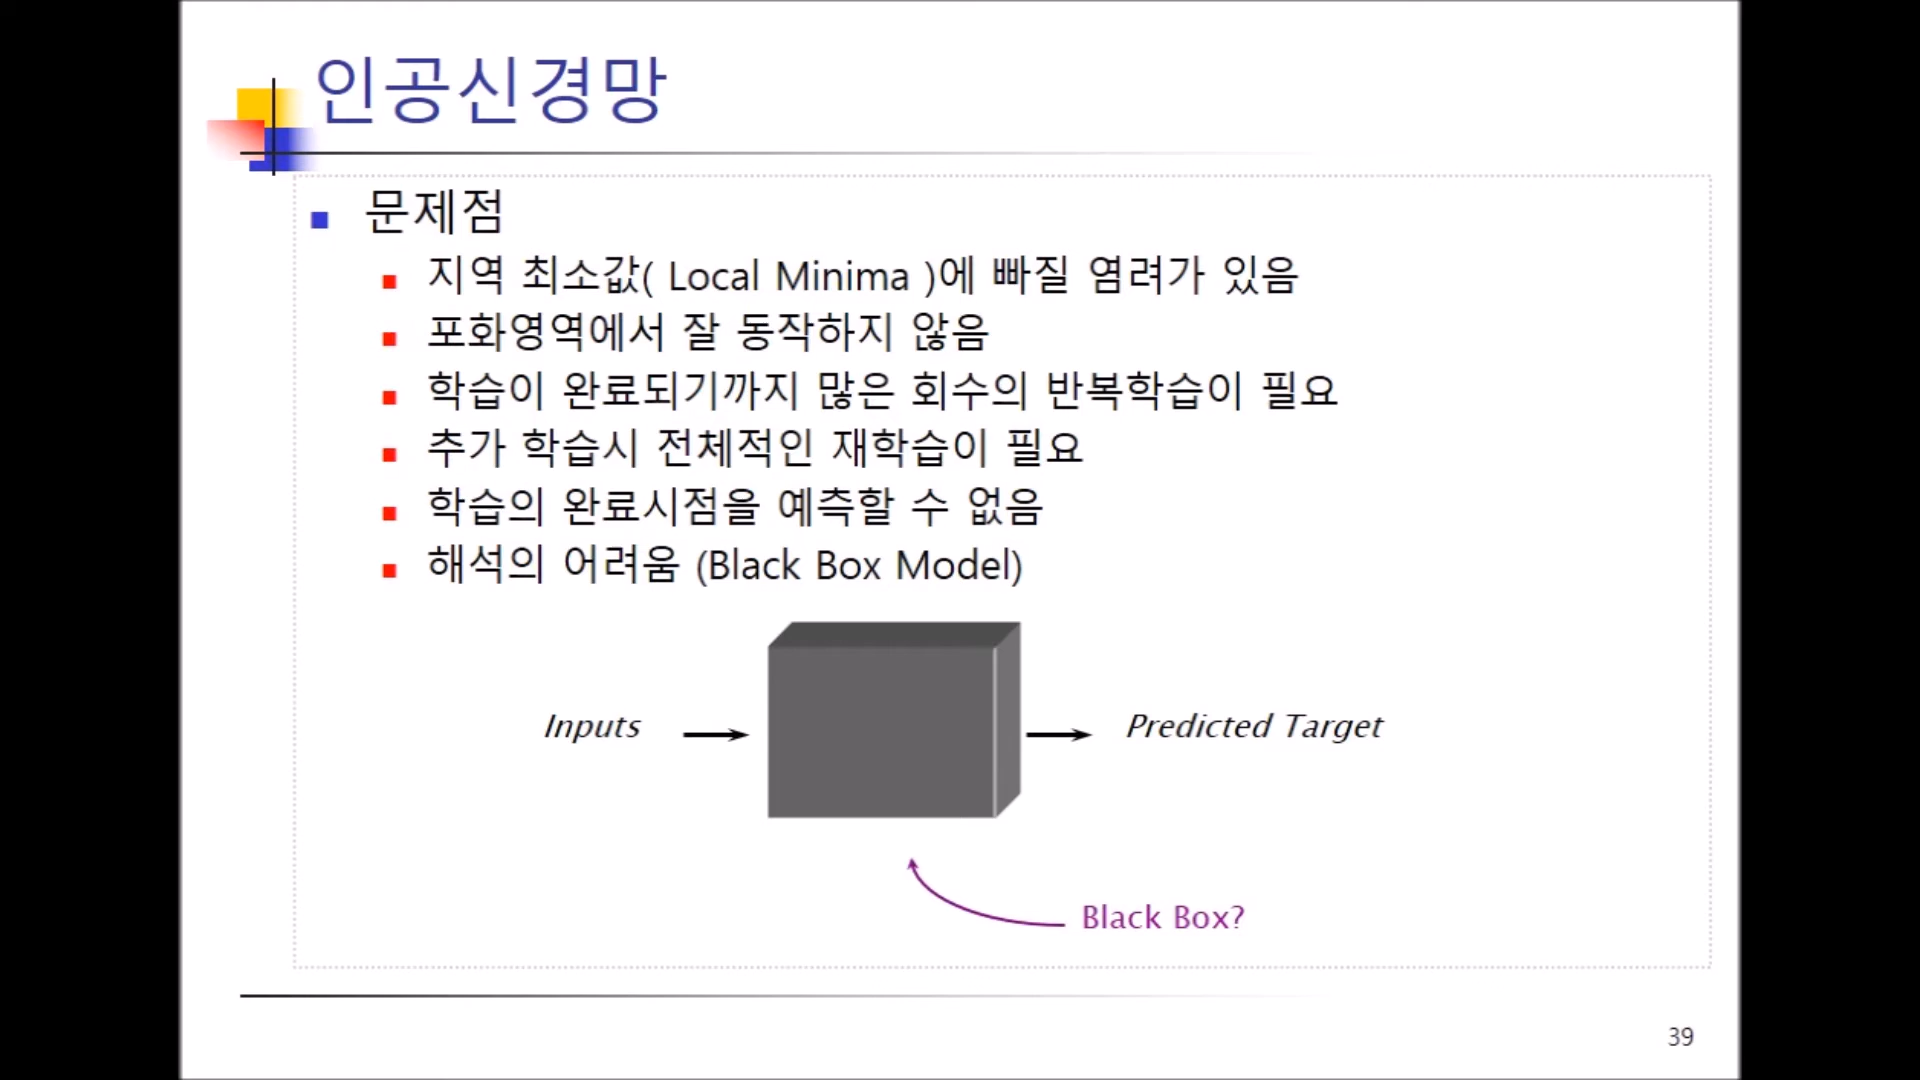 인공신경망
문제점
지역 최소값( Local Minima )에 빠질 염려가 있음
포화영역에서 잘 동작하지 않음
학습이 완료되기까지 많은 회수의 반복학습이 필요
추가 학습시 전체적인 재학습이 필요
학습의 완료시점을 예측할 수 없음
해석의 어려움 (Black Box Model)
Inputs
Predicted Target
Black Box?
39